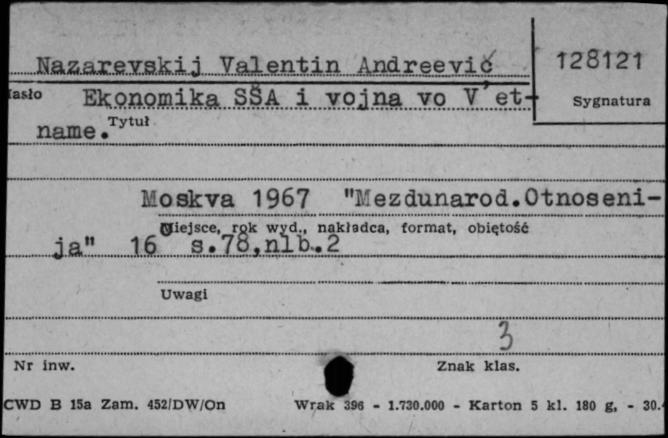 Nazarevskij Valentin Andreevič
128121
Hasło Ekonomika SŠA i vojna vo V'et-
Sygnatura
name. Tytuł
Moskva 1967 "Mezdunarod.Otnoseni-
Miejsce, rok wyd., nakładca, format, obiętość
ja" 16 s.78,nlb.2
Uwagi
3
Nr inw.
Znak klas.
CWD B 15a Zam. 452/DW/On
Wrak 396 - 1.730.000 - Karton 5 kl. 180 g, - 30.